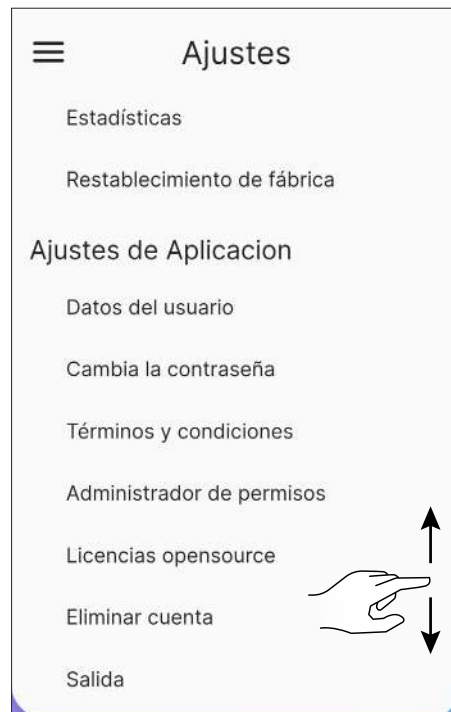 Ajustes
Estadísticas
Restablecimiento de fábrica
Ajustes de Aplicacion
Datos del usuario
Cambia la contraseña
Términos y condiciones
Administrador de permisos
Licencias opensource
Eliminar cuenta
Salida